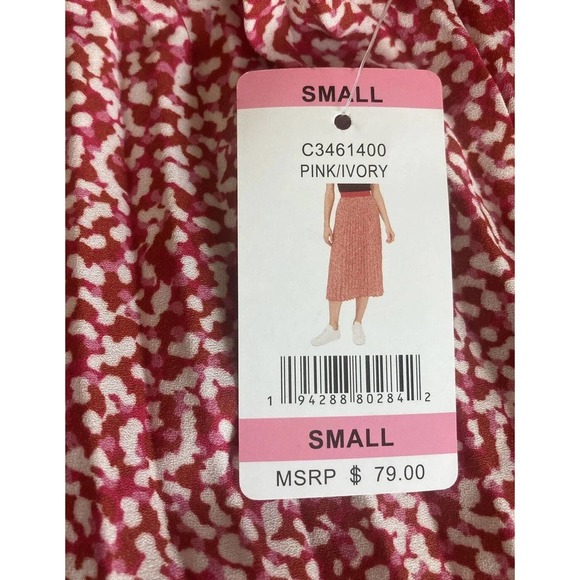 SMALL
C3461400
PINK/IVORY
1 94288 80284 2
SMALL
MSRP $ 79.00